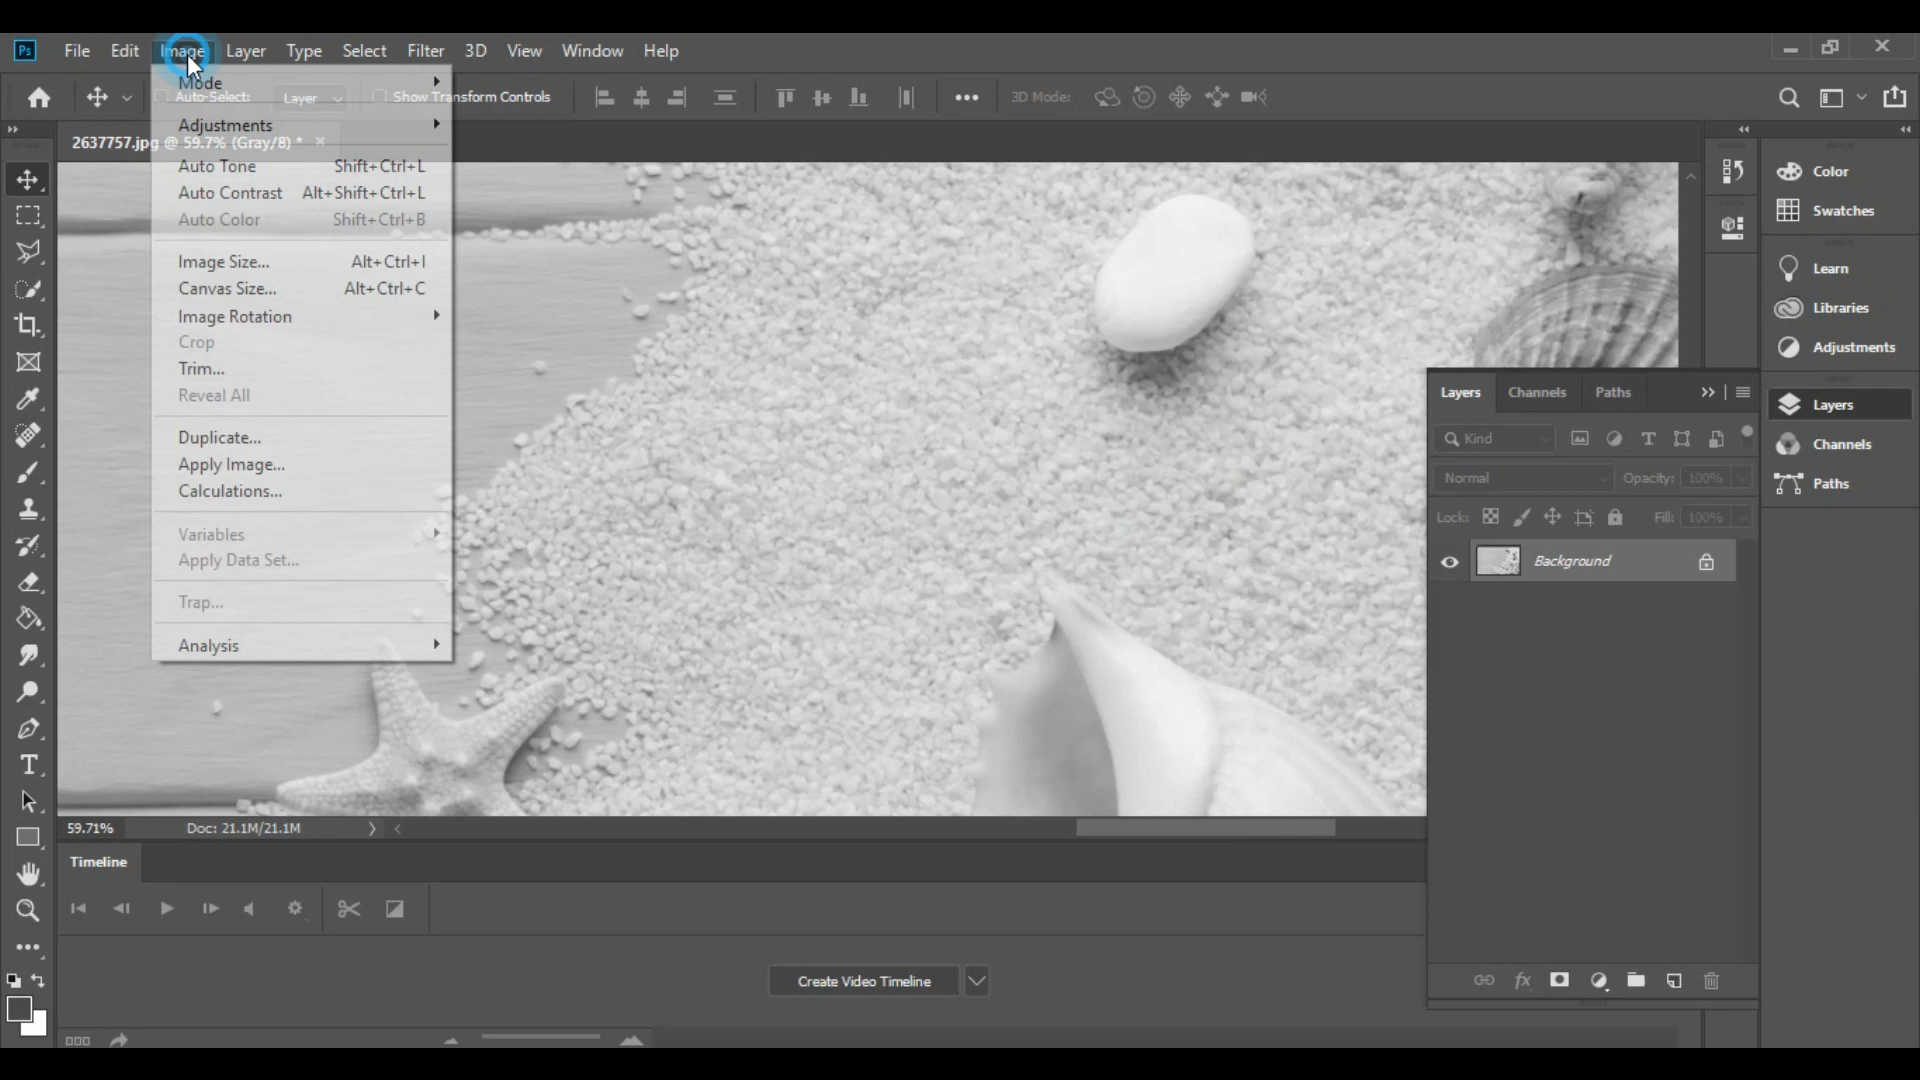 Ps File Edit Image Layer Type Select Filter 3D View Window Help
Auto-Select: Layer Show Transform Controls 3D Mode:
2637757.jpg @ 59.7% (Gray/8) *
Mode
Adjustments
Auto Tone Shift+Ctrl+L
Auto Contrast Alt+Shift+Ctrl+L
Auto Color Shift+Ctrl+B
Image Size... Alt+Ctrl+I
Canvas Size... Alt+Ctrl+C
Image Rotation
Crop
Trim...
Reveal All
Duplicate...
Apply Image...
Calculations...
Variables
Apply Data Set...
Trap...
Analysis
Color
Swatches
Learn
Libraries
Adjustments
Layers
Channels
Paths
Layers Channels Paths
Kind
Normal Opacity: 100%
Lock: Fill: 100%
Background
59.71% Doc: 21.1M/21.1M
Timeline
Create Video Timeline